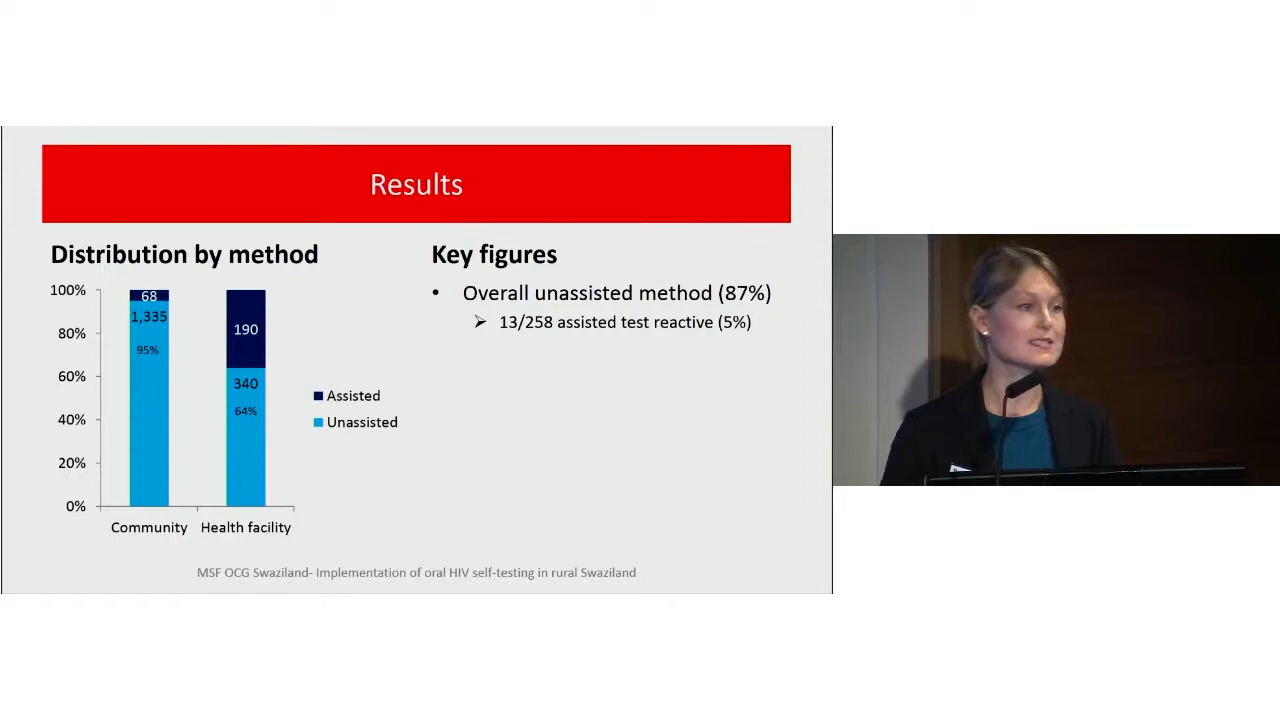 Results
Distribution by method
100%
80%
60%
40%
20%
0%
68
1,335
95%
190
340
64%
Community
Health facility
Assisted
Unassisted
Key figures
• Overall unassisted method (87%)
➢ 13/258 assisted test reactive (5%)
MSF OCG Swaziland- Implementation of oral HIV self-testing in rural Swaziland